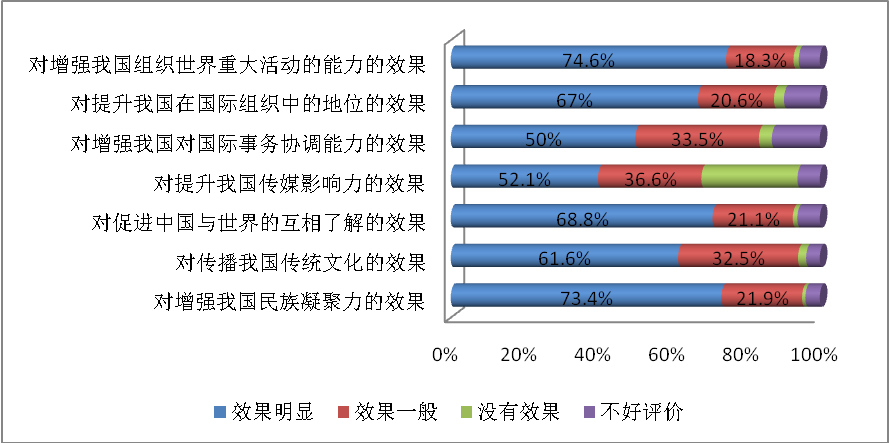 对增强我国组织世界重大活动的能力的效果
74.6% 18.3%
对提升我国在国际组织中的地位的效果
67% 20.6%
对增强我国对国际事务协调能力的效果
50% 33.5%
对提升我国传媒影响力的效果
52.1% 36.6%
对促进中国与世界的互相了解的效果
68.8% 21.1%
对传播我国传统文化的效果
61.6% 32.5%
对增强我国民族凝聚力的效果
73.4% 21.9%
0% 20% 40% 60% 80% 100%
效果明显 效果一般 没有效果 不好评价